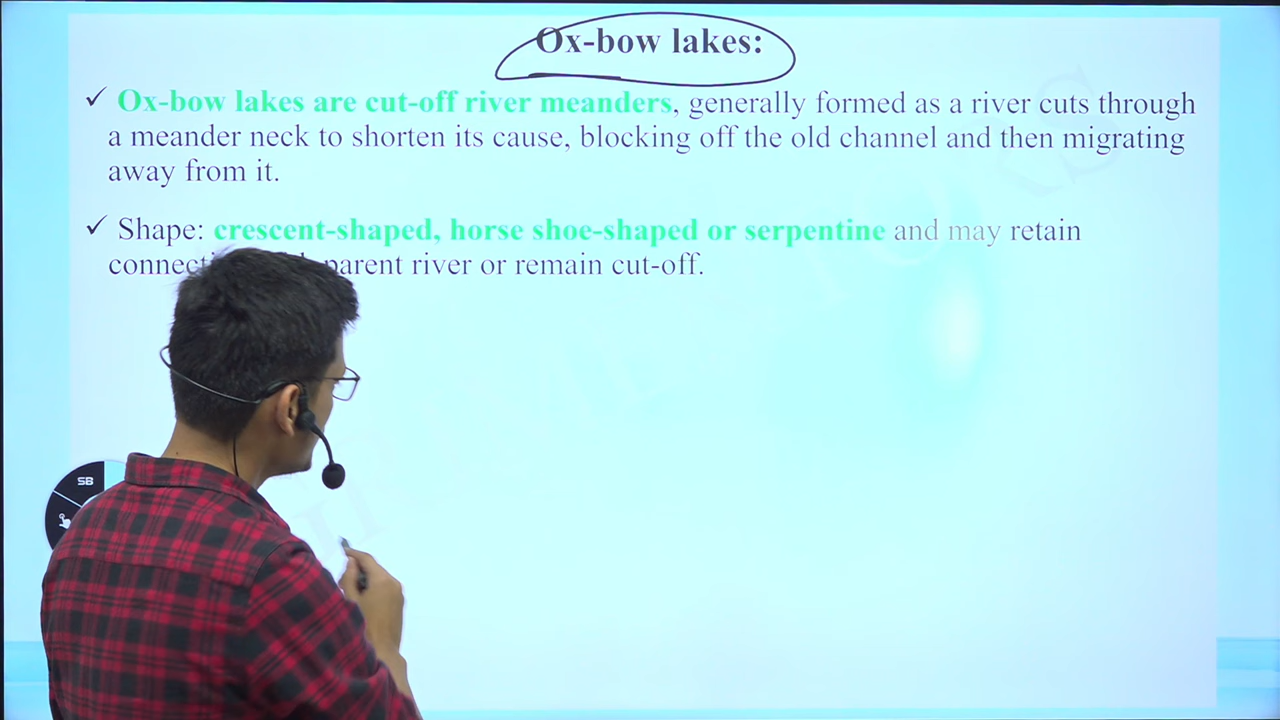 Ox-bow lakes:
✓ Ox-bow lakes are cut-off river meanders, generally formed as a river cuts through
a meander neck to shorten its cause, blocking off the old channel and then migrating
away from it.
✓ Shape: crescent-shaped, horse shoe-shaped or serpentine and may retain
parent river or remain cut-off.
SB